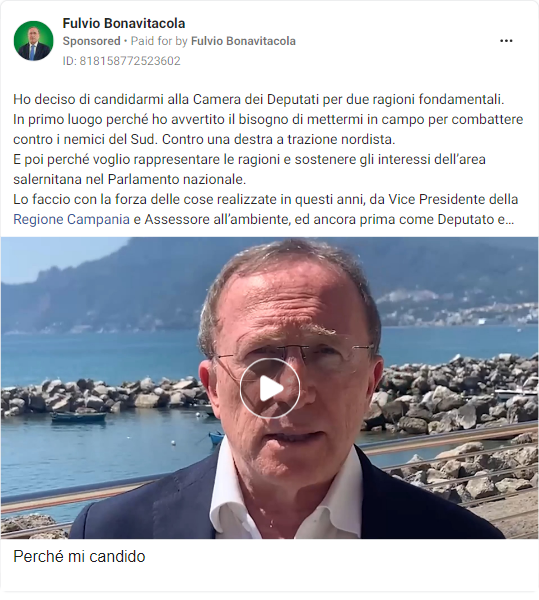 Fulvio Bonavitacola
Sponsored • Paid for by Fulvio Bonavitacola
ID: 818158772523602
Ho deciso di candidarmi alla Camera dei Deputati per due ragioni fondamentali.
In primo luogo perché ho avvertito il bisogno di mettermi in campo per combattere
contro i nemici del Sud. Contro una destra a trazione nordista.
E poi perché voglio rappresentare le ragioni e sostenere gli interessi dell'area
salernitana nel Parlamento nazionale.
Lo faccio con la forza delle cose realizzate in questi anni, da Vice Presidente della
Regione Campania e Assessore all'ambiente, ed ancora prima come Deputato e...
Perché mi candido